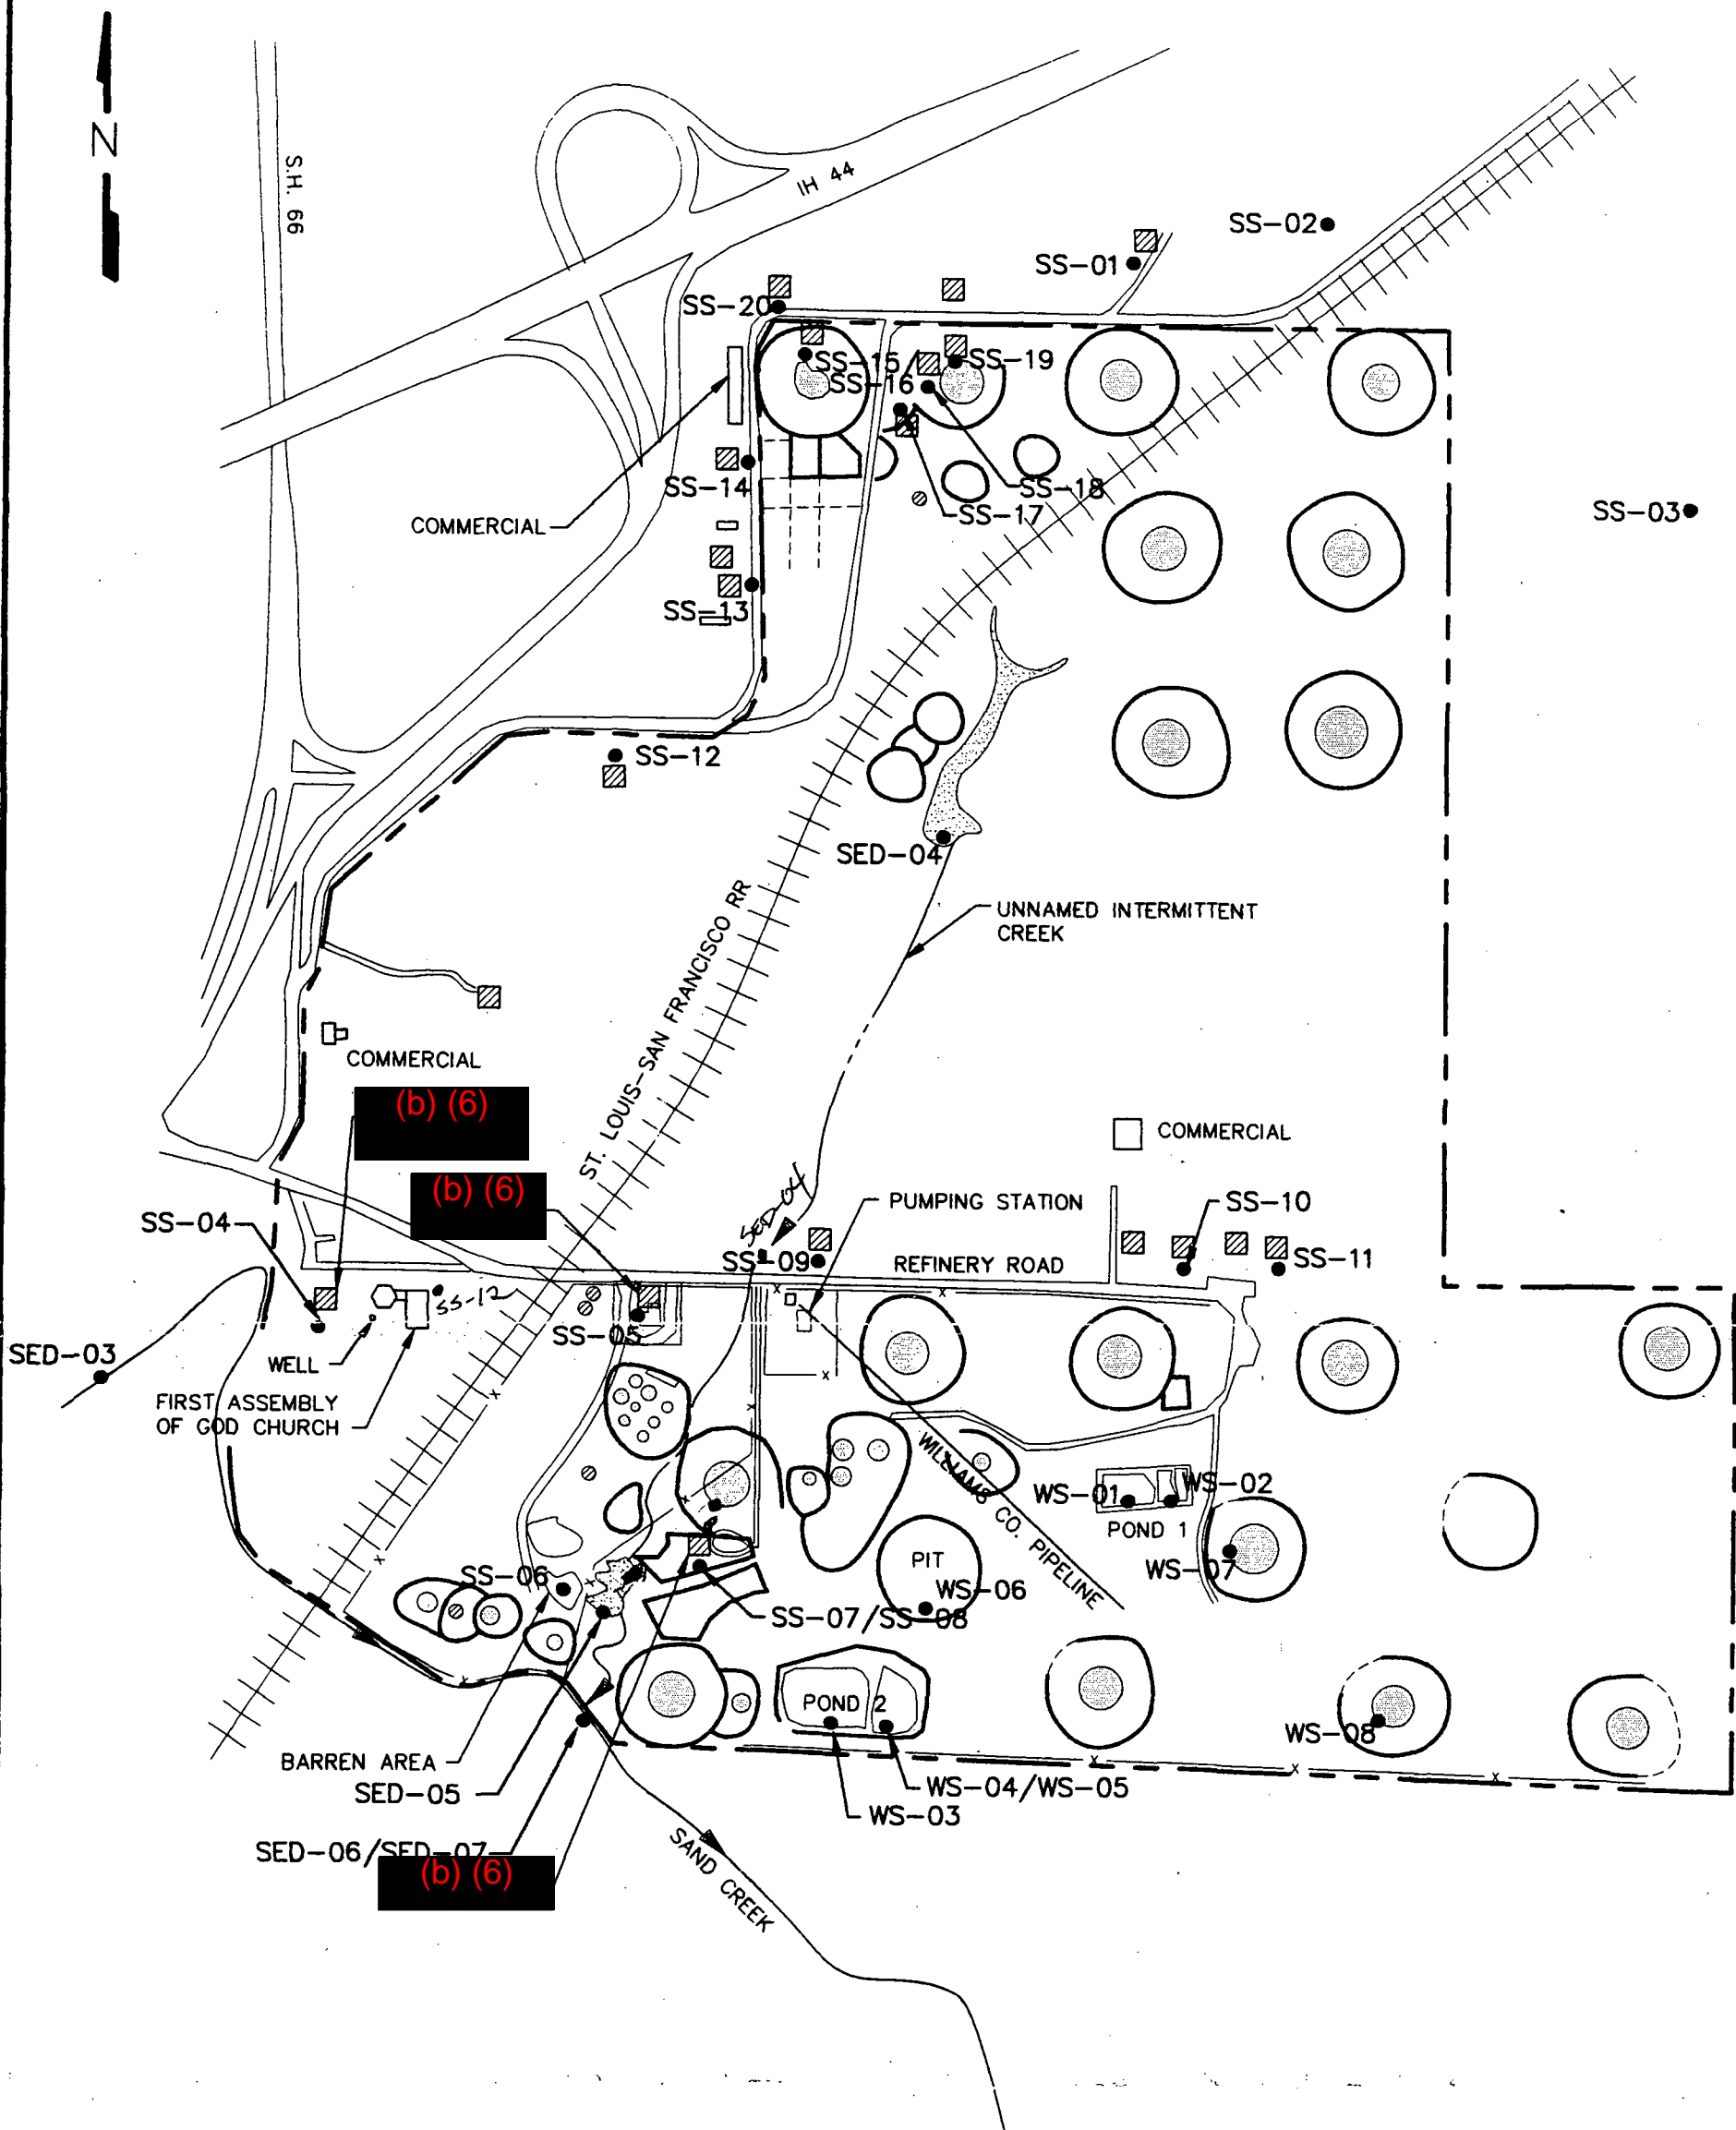 N
S.H. 66
IH 44
SS-02
SS-01
SS-20
SS-15
SS-19
SS-16
SS-14
SS-18
SS-17
SS-03
COMMERCIAL
SS-13
SS-12
SED-04
UNNAMED INTERMITTENT
CREEK
ST. LOUIS-SAN FRANCISCO RR
COMMERCIAL
(b) (6)
COMMERCIAL
(b) (6)
SED-04
PUMPING STATION
SS-10
SS-04
SS-09
REFINERY ROAD
SS-11
SS-12
SS-05
SED-03
WELL
FIRST ASSEMBLY
OF GOD CHURCH
WILLIAMS CO. PIPELINE
WS-01
WS-02
POND 1
PIT
WS-07
SS-06
WS-06
SS-07/SS-08
POND 2
WS-08
BARREN AREA
SED-05
WS-04/WS-05
WS-03
SED-06/SED-07
(b) (6)
SAND CREEK